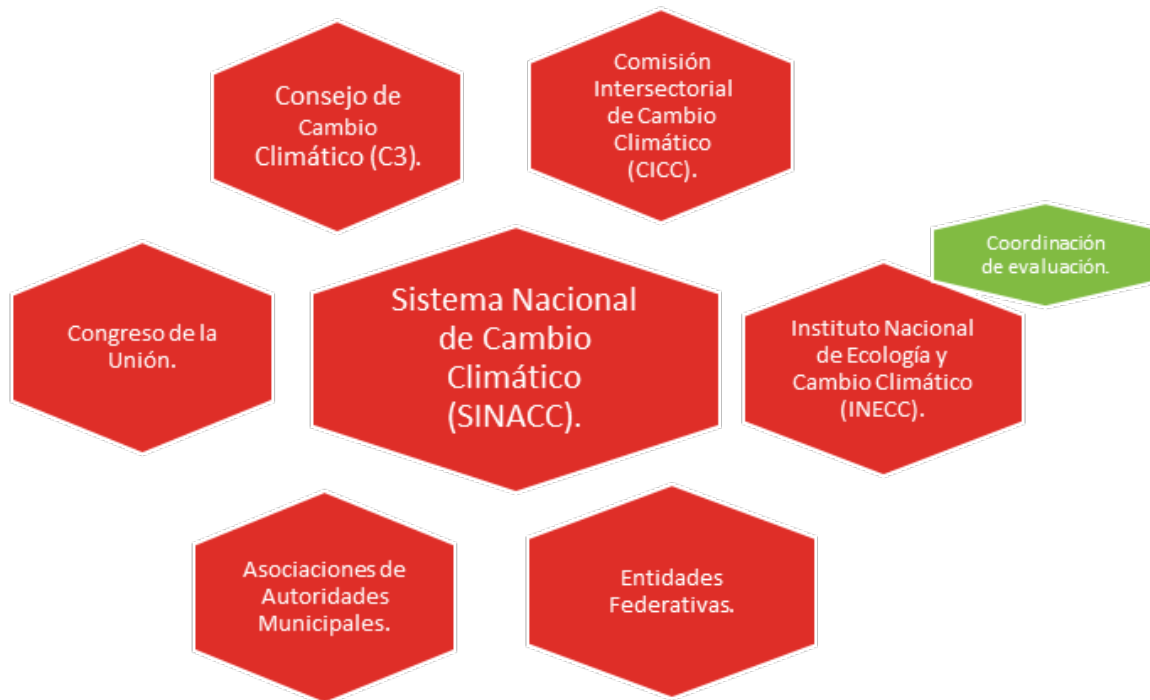 Consejo de
Cambio
Climático (C3).
Comisión
Intersectorial
de Cambio
Climático
(CICC).
Coordinación
de evaluación.
Congreso de la
Unión.
Sistema Nacional
de Cambio
Climático
(SINACC).
Instituto Nacional
de Ecología y
Cambio Climático
(INECC).
Asociaciones de
Autoridades
Municipales.
Entidades
Federativas.